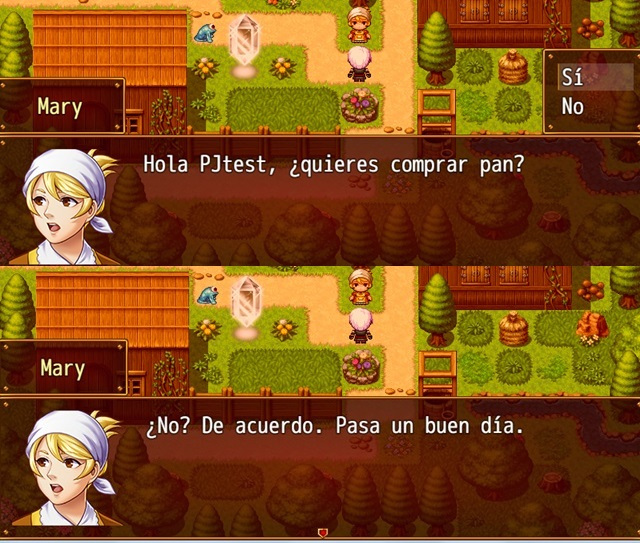 Sí
No
Mary
Hola PJtest, ¿quieres comprar pan?
Mary
¿No? De acuerdo. Pasa un buen día.